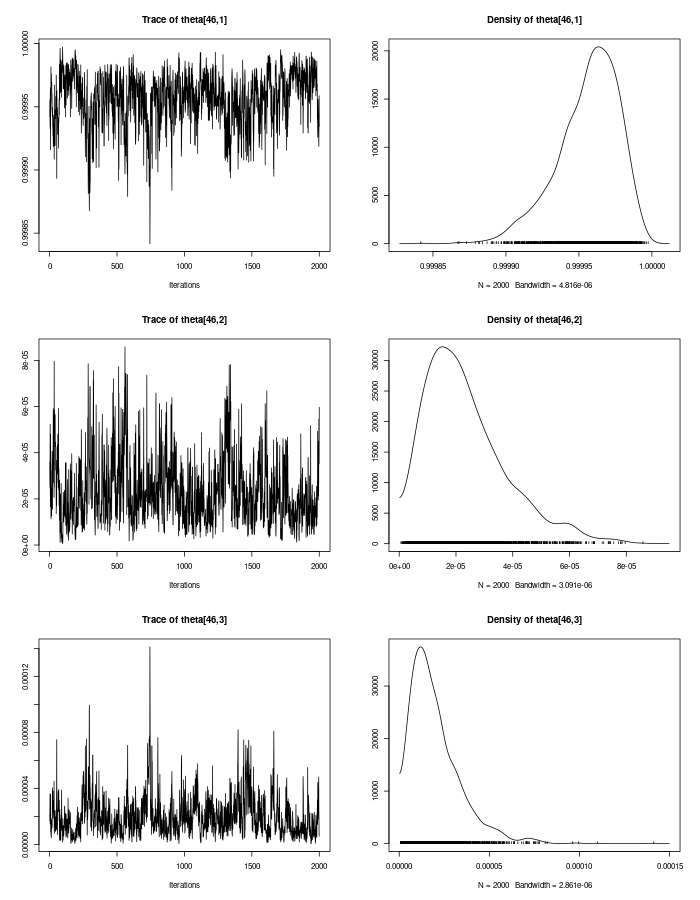 Trace of theta[46,1]
1.00000
0.99995
0.99990
0.99985
0 500 1000 1500 2000
Iterations
Density of theta[46,1]
20000
15000
10000
5000
0
0.99985 0.99990 0.99995 1.00000
N = 2000 Bandwidth = 4.816e-06
Trace of theta[46,2]
8e-05
6e-05
4e-05
2e-05
0e+00
0 500 1000 1500 2000
Iterations
Density of theta[46,2]
30000
25000
20000
15000
10000
5000
0
0e+00 2e-05 4e-05 6e-05 8e-05
N = 2000 Bandwidth = 3.091e-06
Trace of theta[46,3]
0.00012
0.00008
0.00004
0.00000
0 500 1000 1500 2000
Iterations
Density of theta[46,3]
30000
20000
10000
0
0.00000 0.00005 0.00010 0.00015
N = 2000 Bandwidth = 2.861e-06